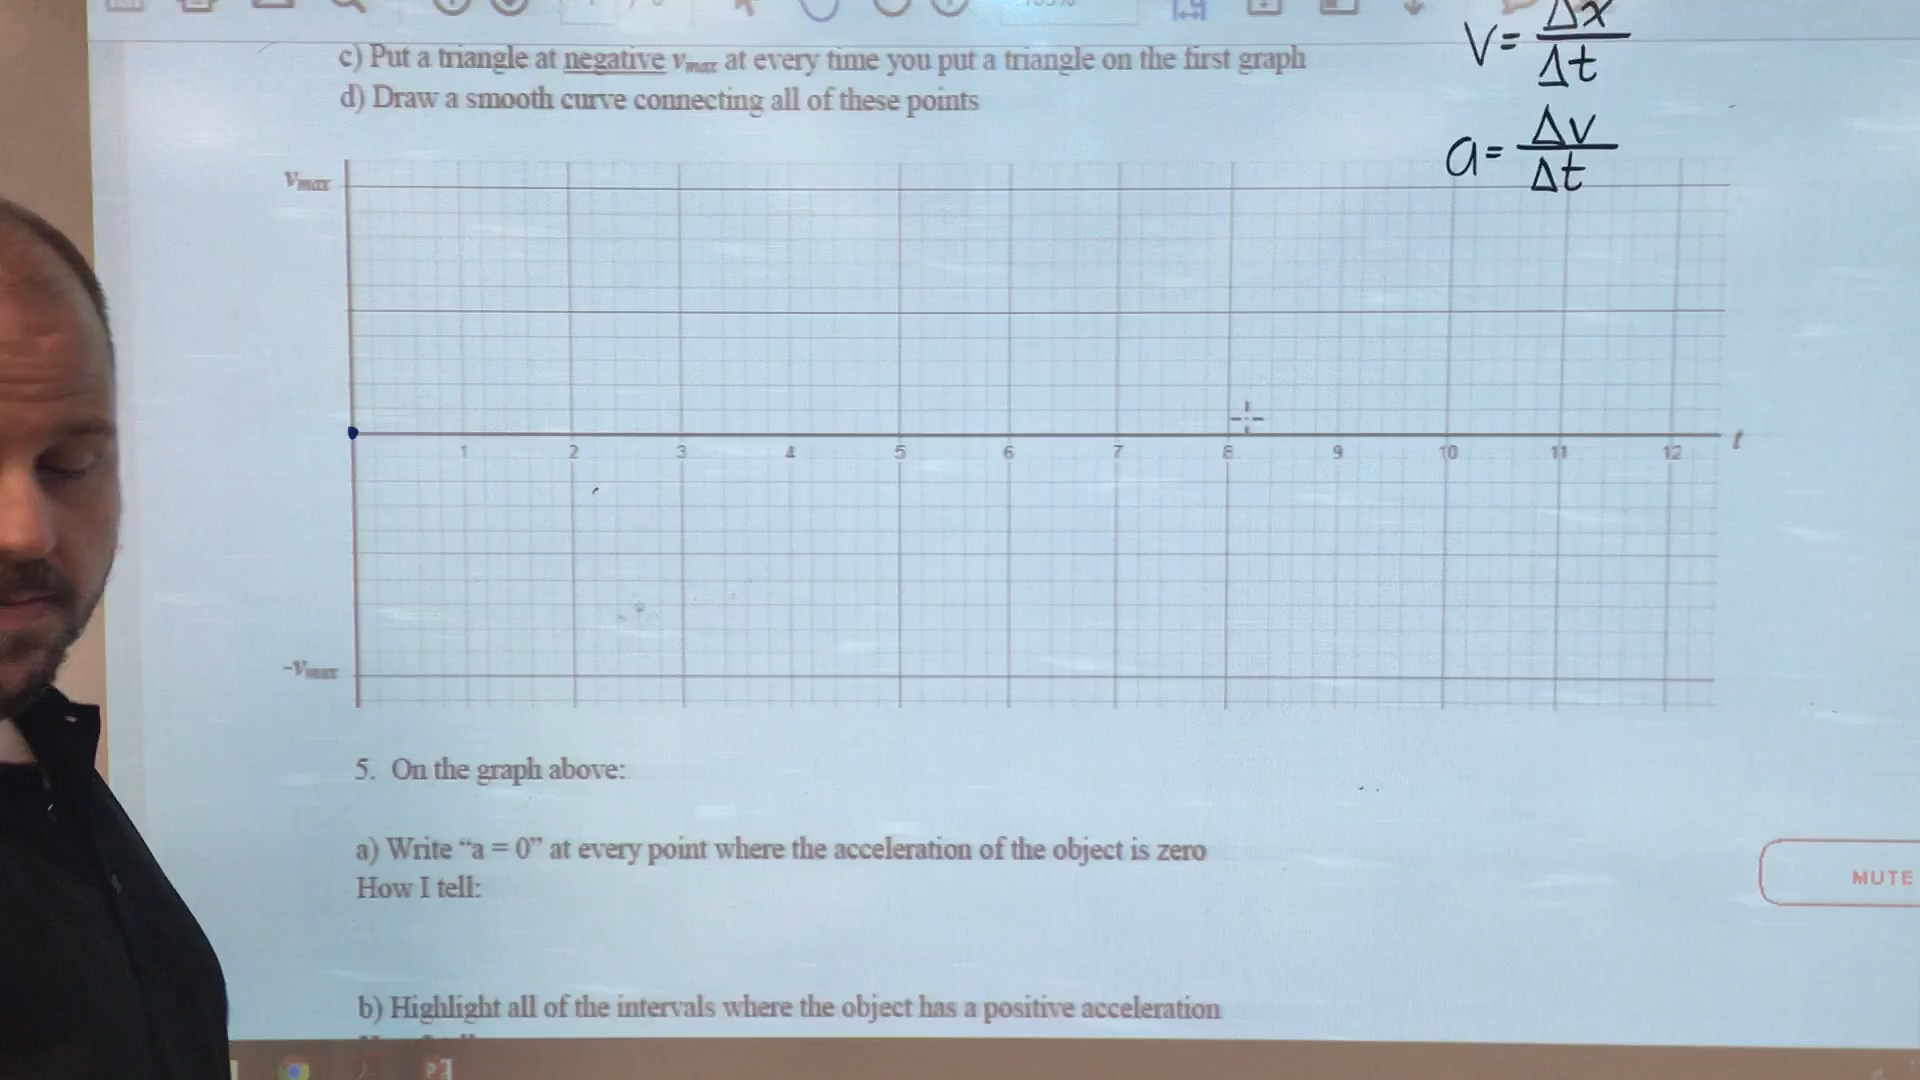 c) Put a triangle at negative vmax at every time you put a triangle on the first graph
d) Draw a smooth curve connecting all of these points
V = Δx
Δt
a = Δv
Δt
Vmax
1 2 3 4 5 6 7 8 9 10 11 12 t
-Vmax
5. On the graph above:
a) Write “a = 0” at every point where the acceleration of the object is zero
How I tell:
MUTE
b) Highlight all of the intervals where the object has a positive acceleration